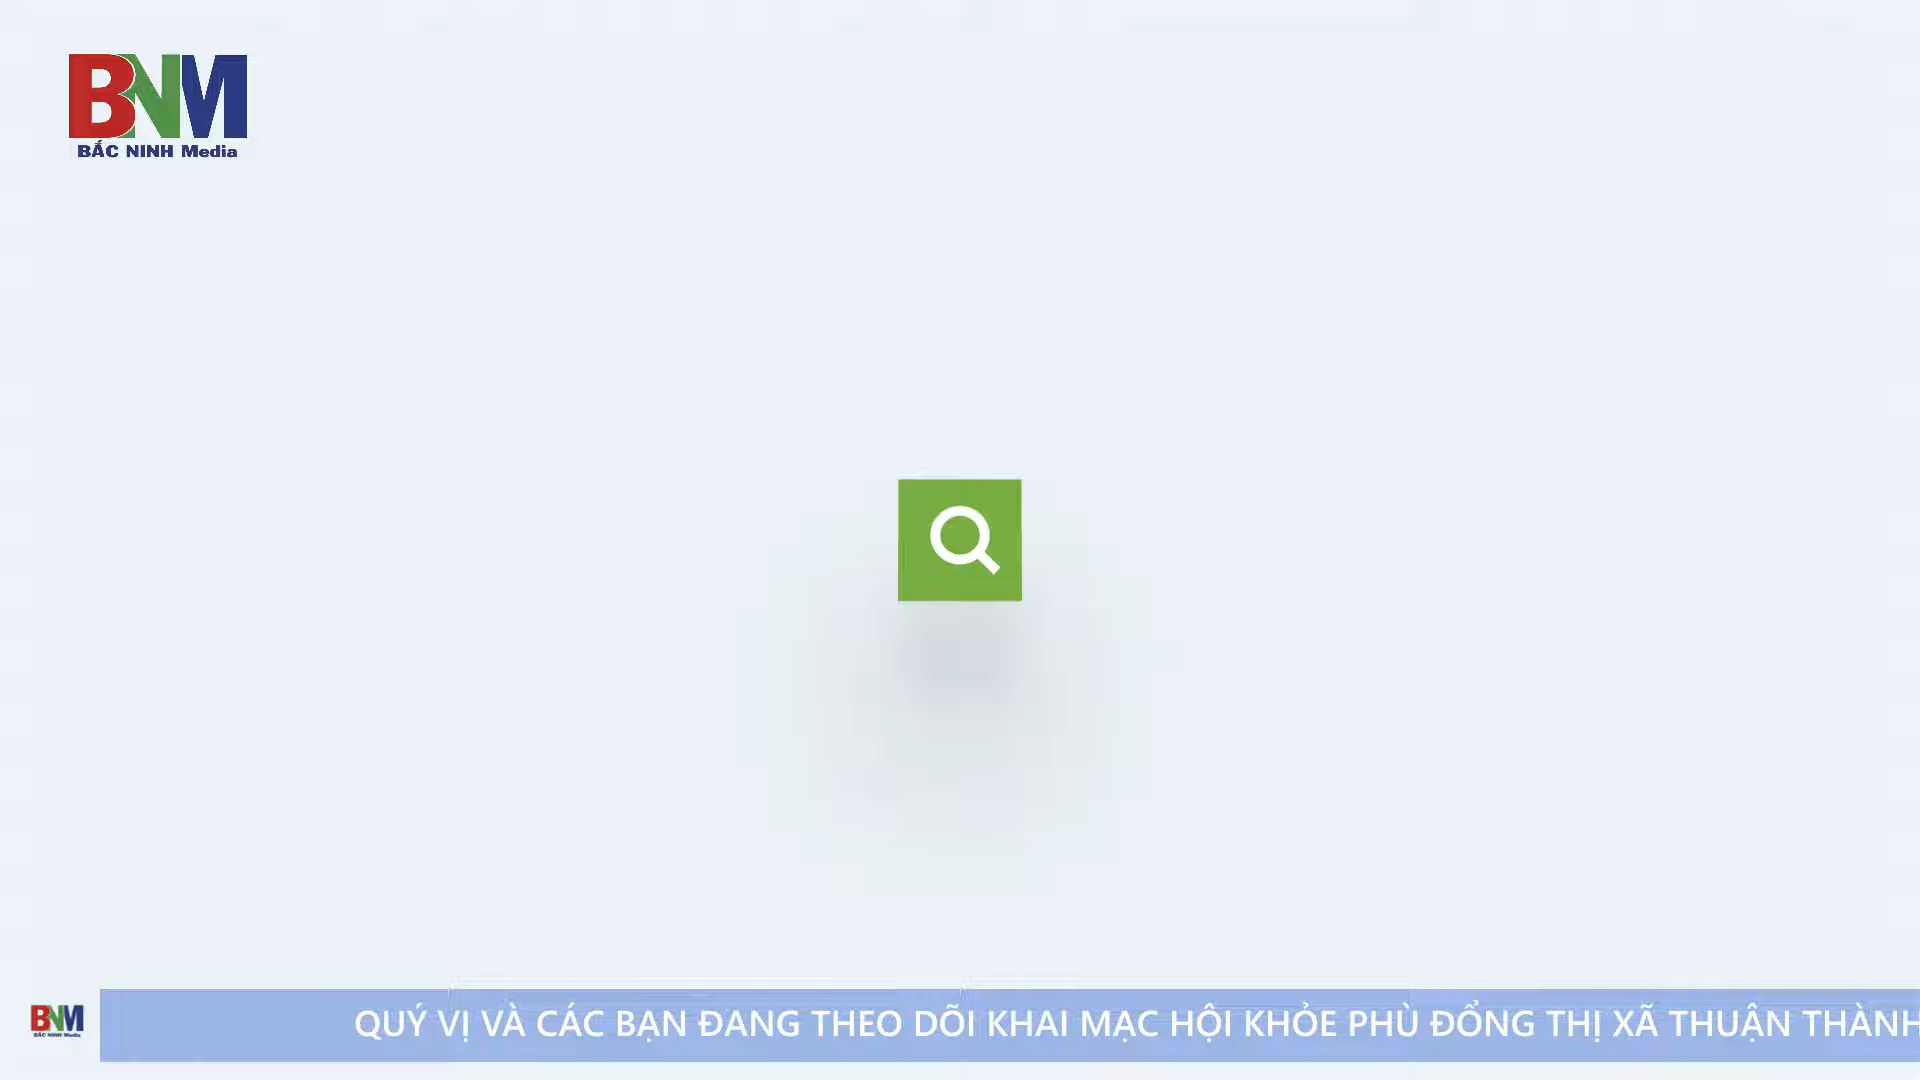 BNM
BẮC NINH Media
BNM
BẮC NINH Media
QUÝ VỊ VÀ CÁC BẠN ĐANG THEO DÕI KHAI MẠC HỘI KHỎE PHÙ ĐỔNG THỊ XÃ THUẬN THÀNH